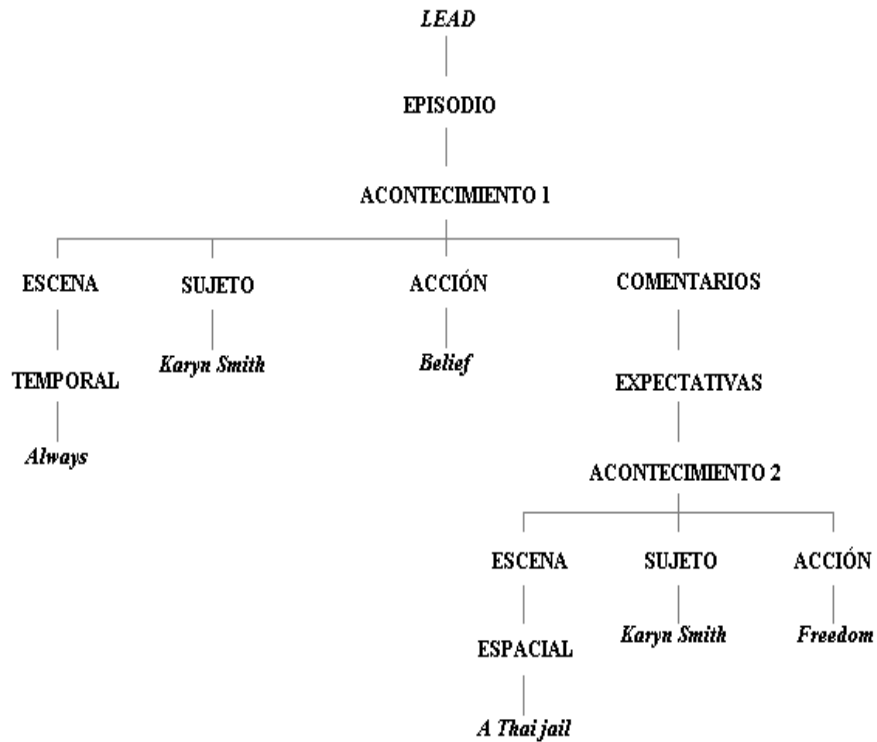 LEAD
EPISODIO
ACONTECIMIENTO 1
ESCENA SUJETO ACCIÓN COMENTARIOS
Karyn Smith Belief
TEMPORAL EXPECTATIVAS
Always
ACONTECIMIENTO 2
ESCENA SUJETO ACCIÓN
Karyn Smith Freedom
ESPACIAL
A Thai jail